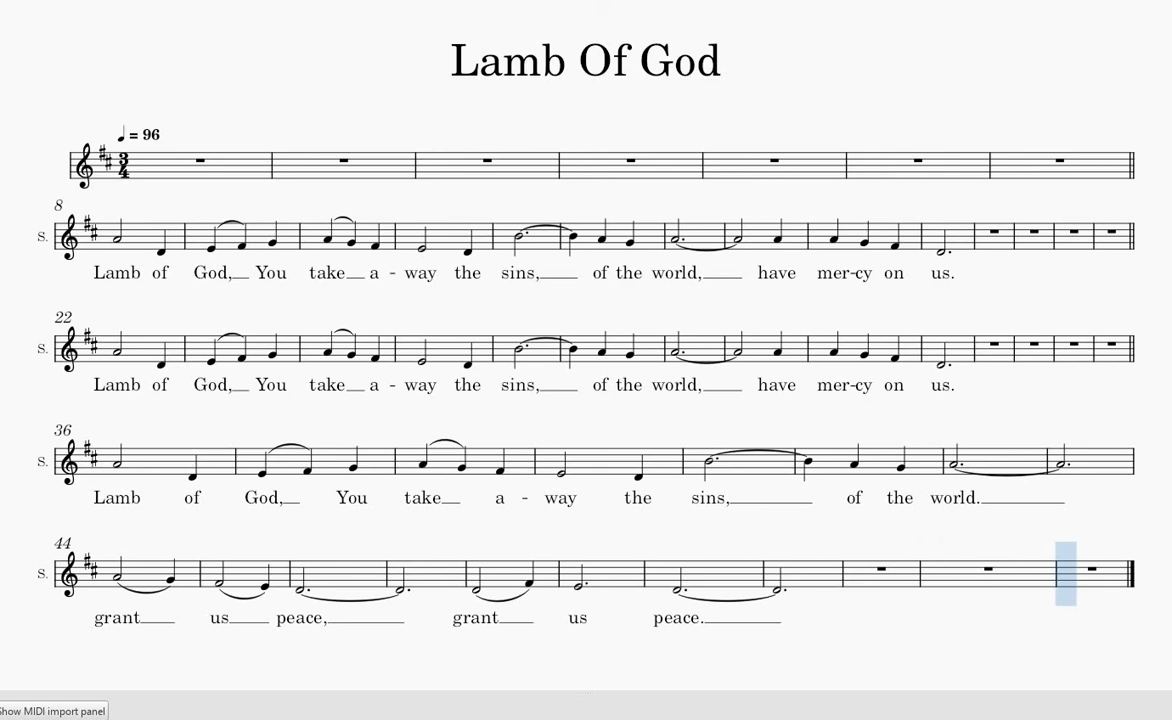 Lamb Of God
= 96
3
4
8
S.
Lamb of God, You take a - way the sins, of the world, have mer-cy on us.
22
S.
Lamb of God, You take a - way the sins, of the world, have mer-cy on us.
36
S.
Lamb of God, You take a - way the sins, of the world.
44
S.
grant us peace, grant us peace.
Show MIDI import panel